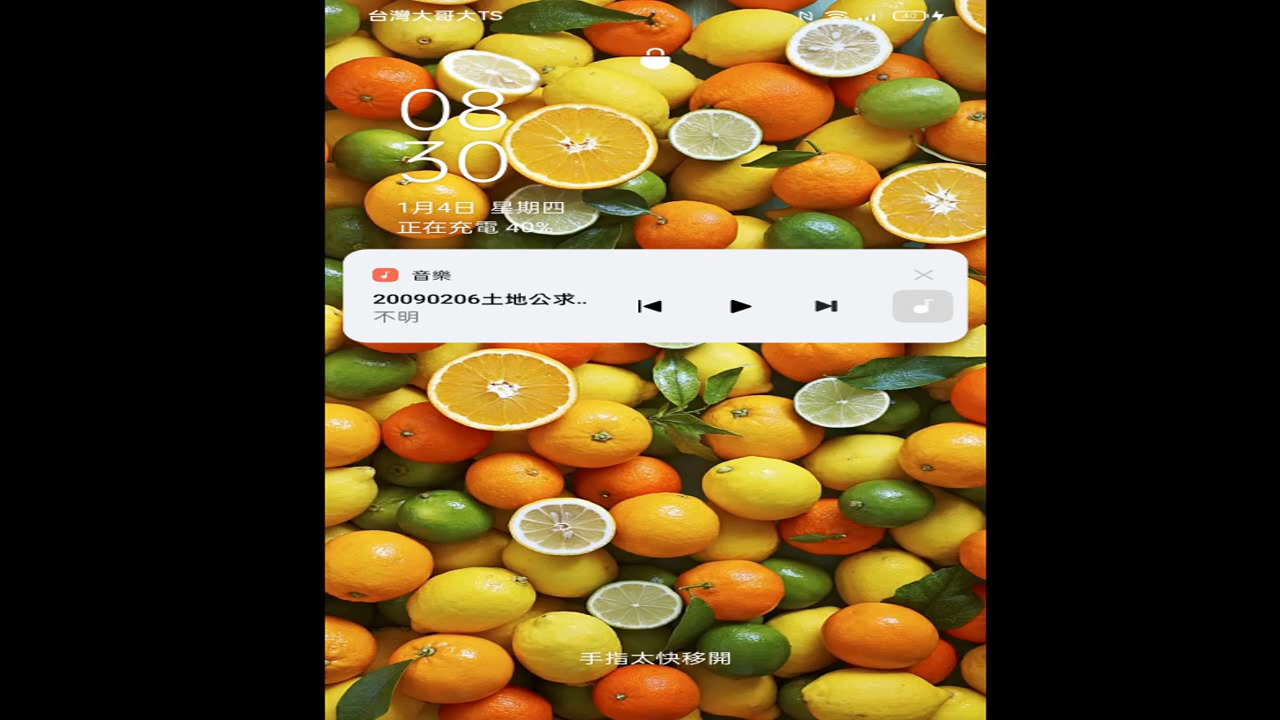 台灣大哥大TS
40
08
30
1月4日 星期四
正在充電 40%
音樂
20090206土地公求..
不明
手指太快移開